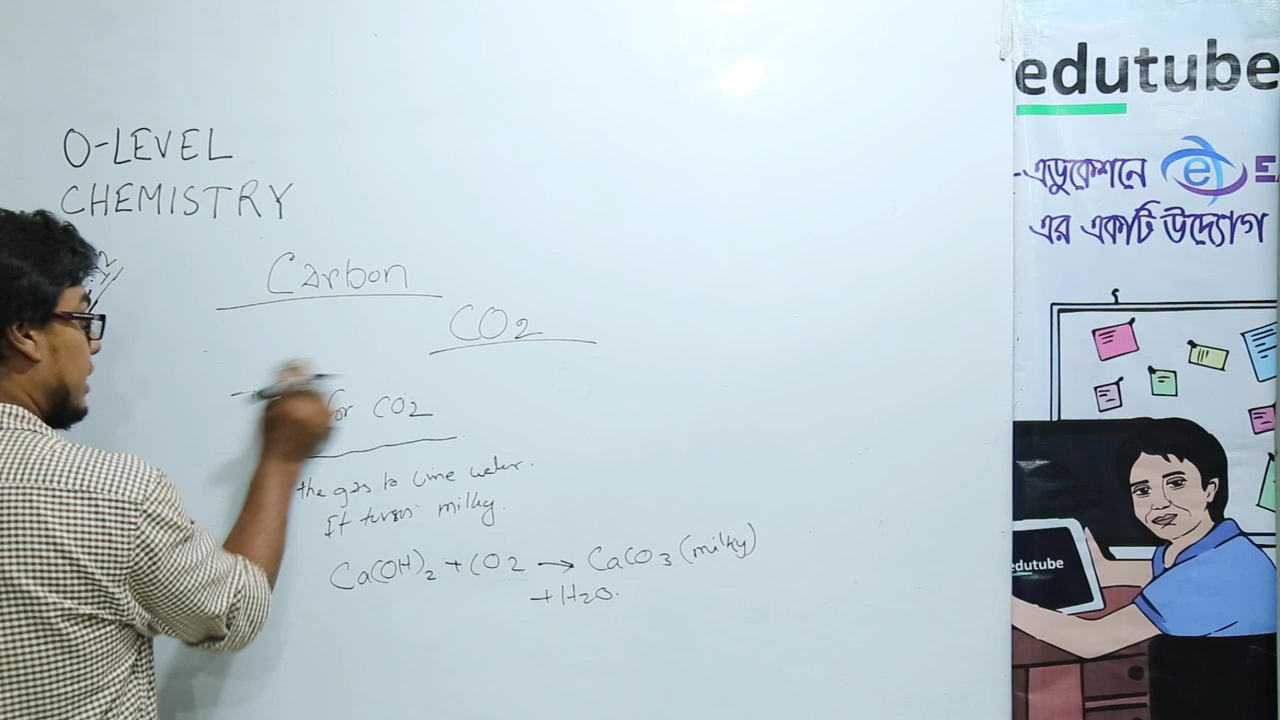 O-LEVEL
CHEMISTRY
Carbon
CO2
for CO2
the gas to lime water.
It turns milky.
Ca(OH)2 + CO2 → CaCO3 (milky)
+ H2O.
edutube
-এডুকেশনে e E
এর একটি উদ্যোগ
edutube